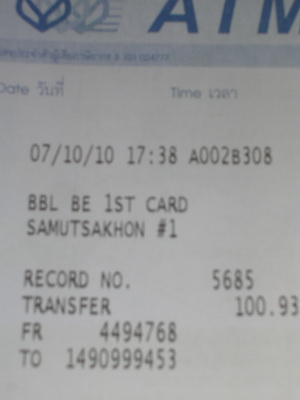 ATM
Date วันที่ Time เวลา
07/10/10 17:38 A002B308
BBL BE 1ST CARD
SAMUTSAKHON #1
RECORD NO. 5685
TRANSFER 100.93
FR 4494768
TO 1490999453